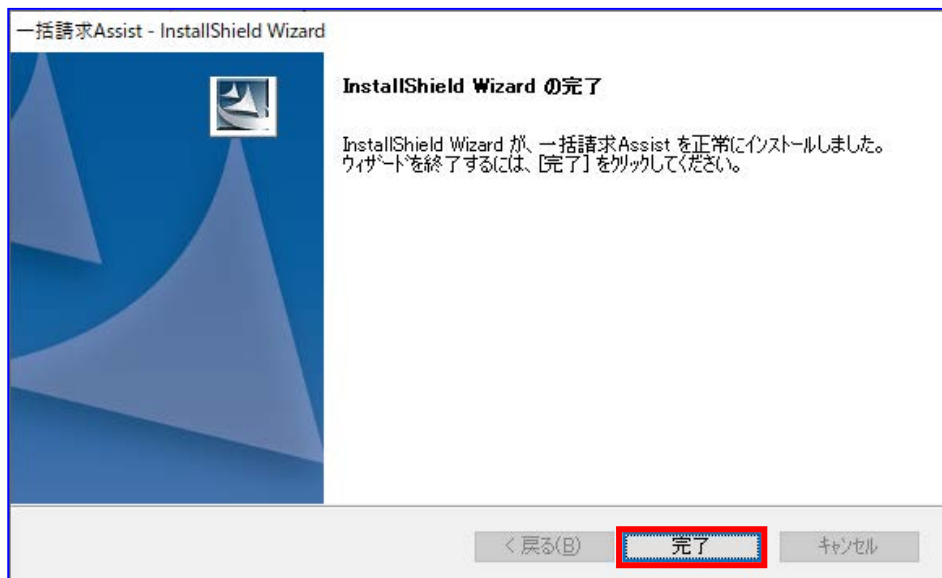 一括請求Assist - InstallShield Wizard
InstallShield Wizard の完了
InstallShield Wizard が、一括請求Assist を正常にインストールしました。
ウィザードを終了するには、[完了] をクリックしてください。
< 戻る(B)
完了
キャンセル